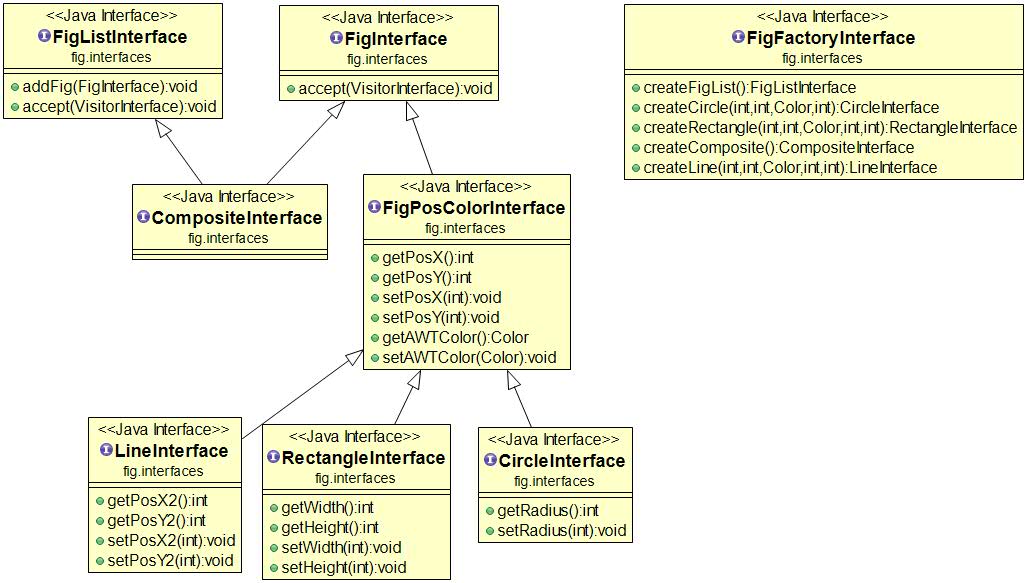 <<Java Interface>>
FigListInterface
fig.interfaces
addFig(FigInterface):void
accept(VisitorInterface):void
<<Java Interface>>
FigInterface
fig.interfaces
accept(VisitorInterface):void
<<Java Interface>>
FigFactoryInterface
fig.interfaces
createFigList():FigListInterface
createCircle(int,int,Color,int):CircleInterface
createRectangle(int,int,Color,int,int):RectangleInterface
createComposite():CompositeInterface
createLine(int,int,Color,int,int):LineInterface
<<Java Interface>>
CompositeInterface
fig.interfaces
<<Java Interface>>
FigPosColorInterface
fig.interfaces
getPosX():int
getPosY():int
setPosX(int):void
setPosY(int):void
getAWTColor():Color
setAWTColor(Color):void
<<Java Interface>>
LineInterface
fig.interfaces
getPosX2():int
getPosY2():int
setPosX2(int):void
setPosY2(int):void
<<Java Interface>>
RectangleInterface
fig.interfaces
getWidth():int
getHeight():int
setWidth(int):void
setHeight(int):void
<<Java Interface>>
CircleInterface
fig.interfaces
getRadius():int
setRadius(int):void